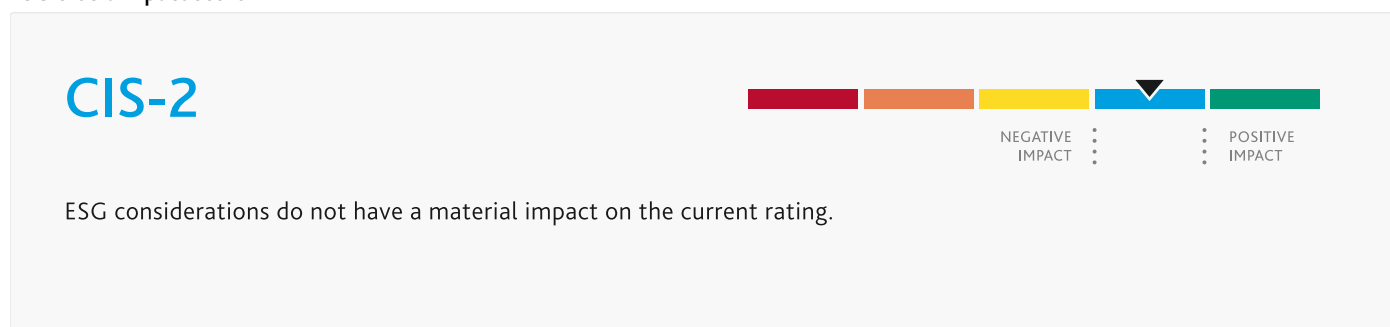 CIS-2
NEGATIVE
IMPACT
POSITIVE
IMPACT
ESG considerations do not have a material impact on the current rating.